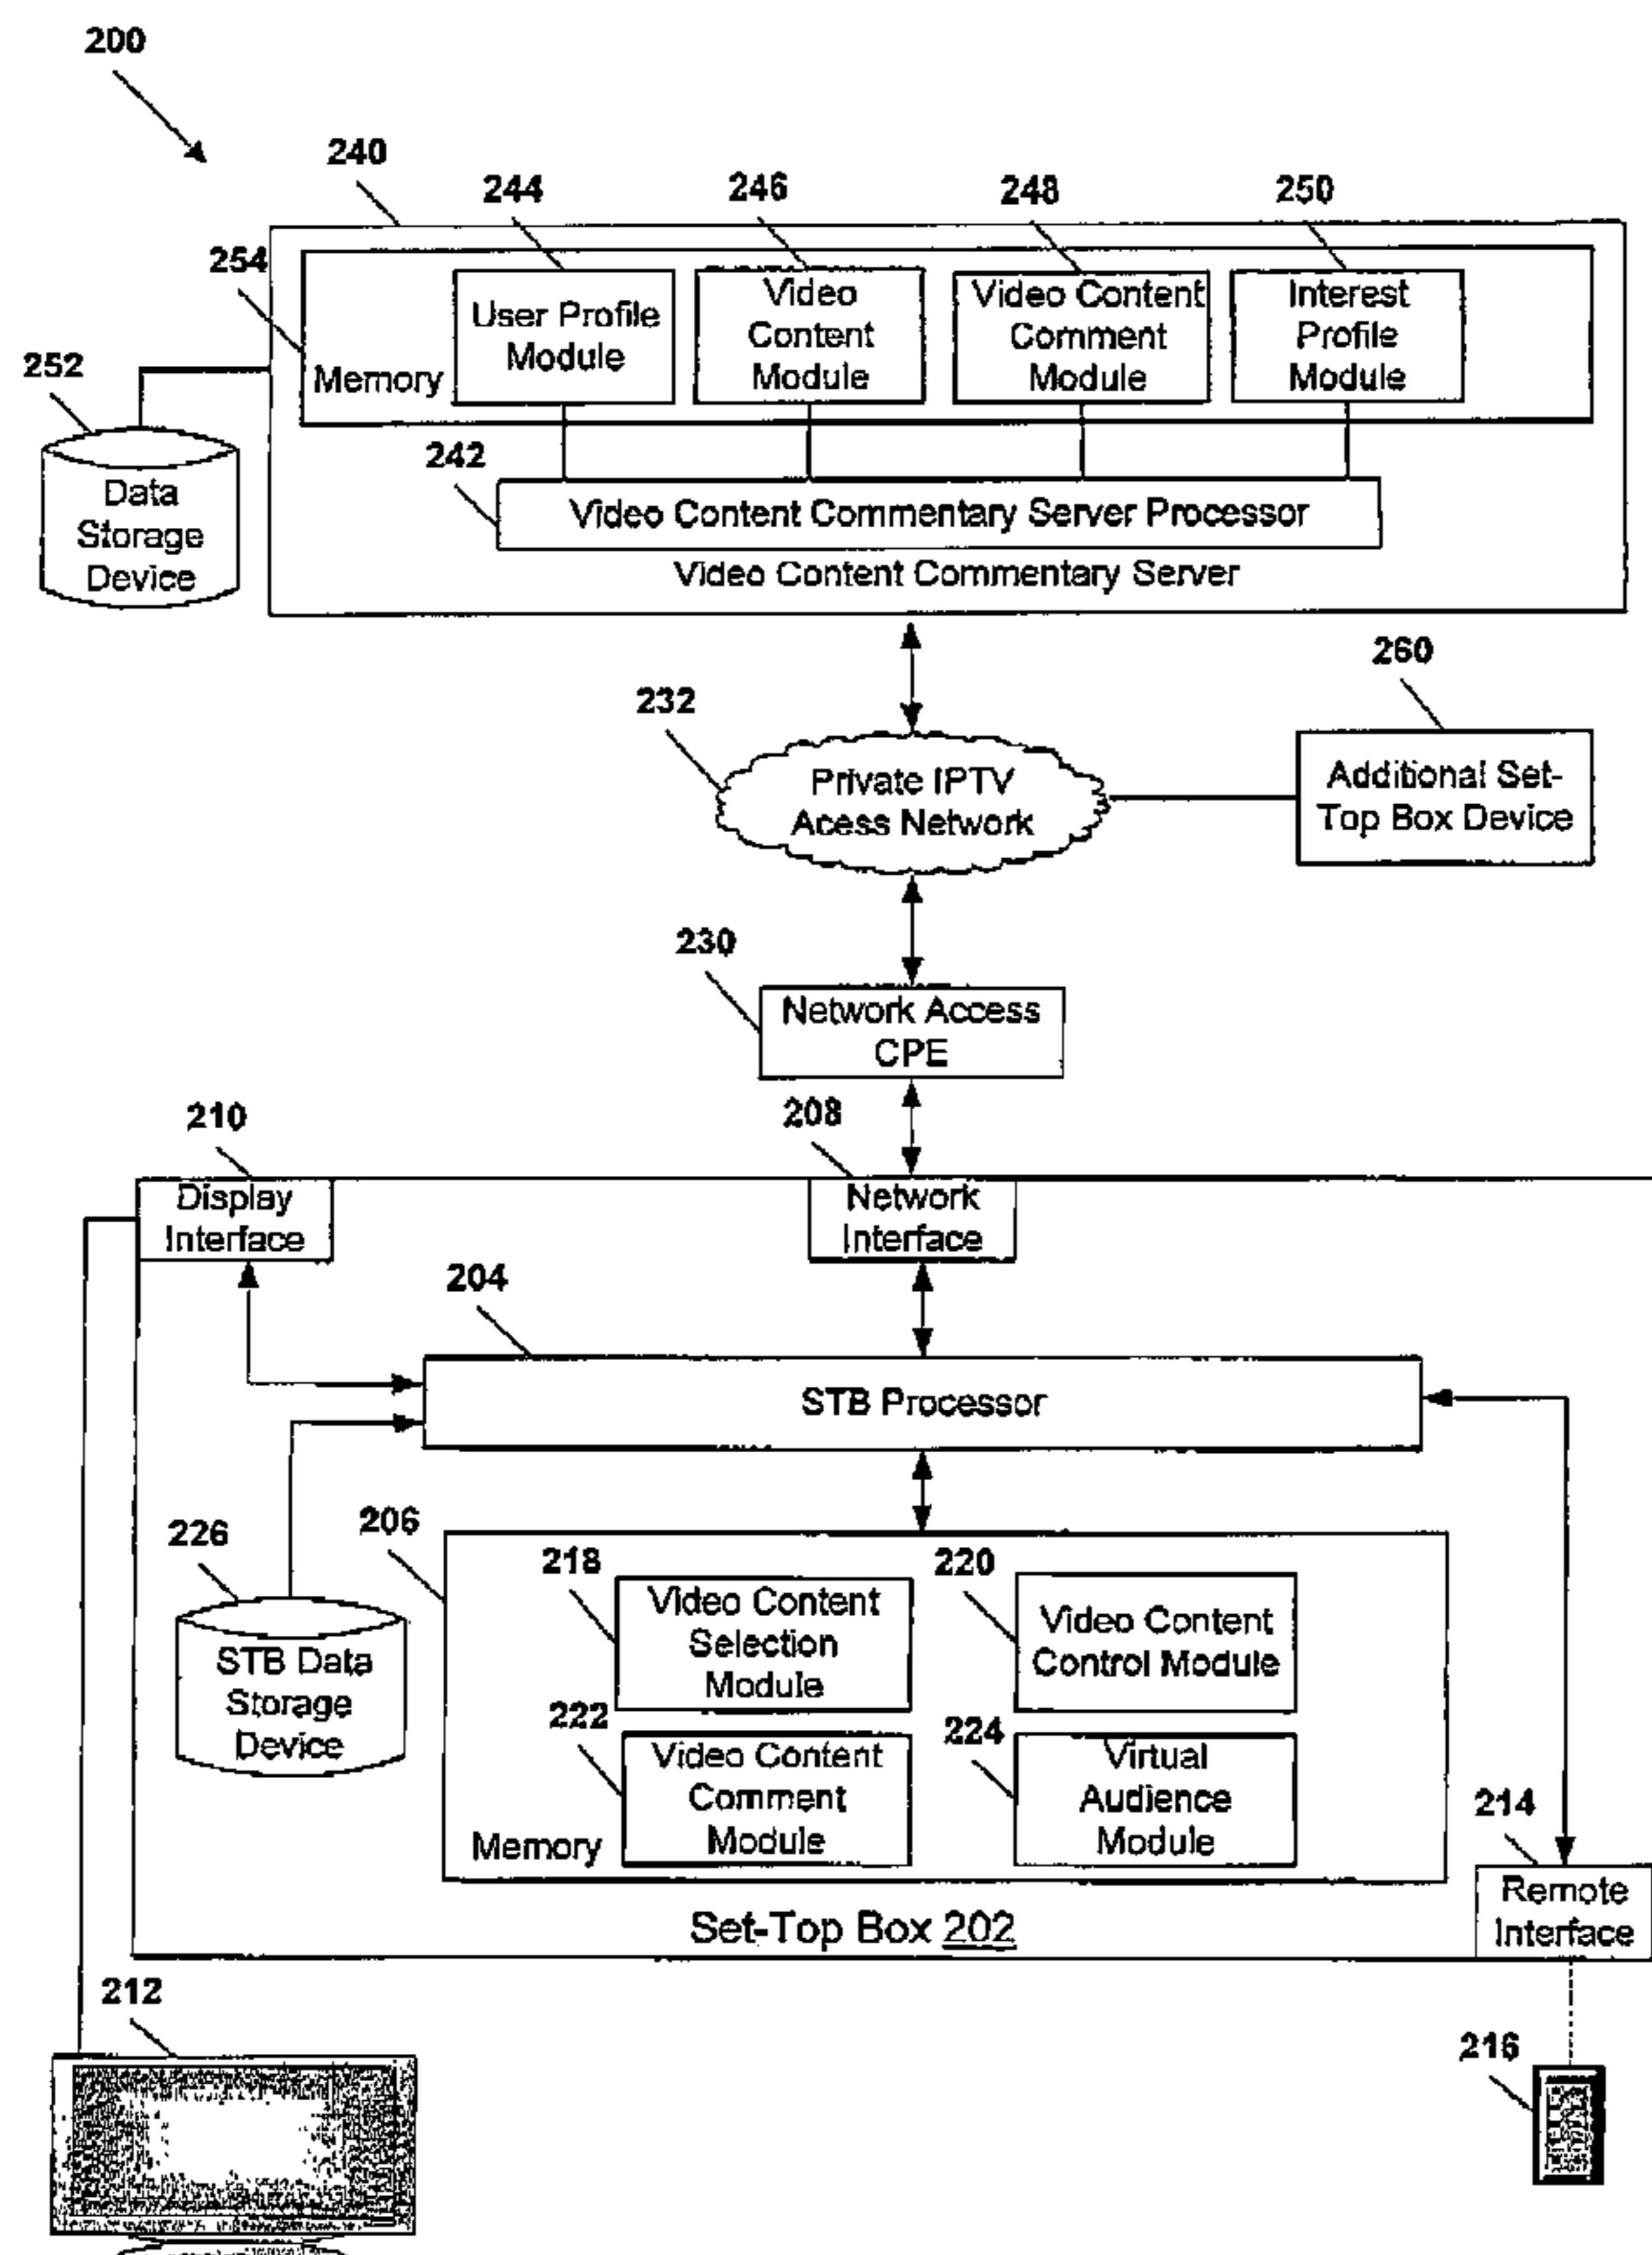 200
240
244
246
248
250
254
User Profile
Module
Video
Content
Module
Video Content
Comment
Module
Interest
Profile
Module
Memory
252
Data
Storage
Device
242
Video Content Commentary Server Processor
Video Content Commentary Server
260
232
Private IPTV
Acess Network
Additional Set-
Top Box Device
230
Network Access
CPE
210
208
Display
Interface
Network
Interface
204
STB Processor
226
206
218
220
Video Content
Selection
Module
Video Content
Control Module
STB Data
Storage
Device
222
224
Video Content
Comment
Module
Virtual
Audience
Module
Memory
214
Remote
Interface
Set-Top Box 202
212
216